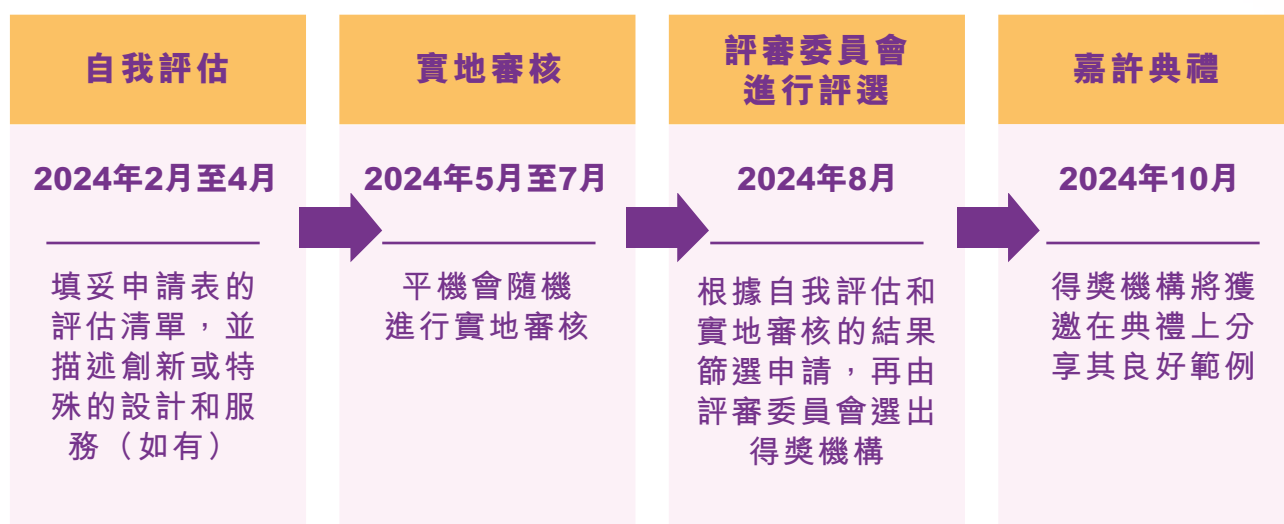 自我評估
2024年2月至4月
填妥申請表的
評估清單，並
描述創新或特
殊的設計和服
務（如有）
實地審核
2024年5月至7月
平機會隨機
進行實地審核
評審委員會
進行評選
2024年8月
根據自我評估和
實地審核的結果
篩選申請，再由
評審委員會選出
得獎機構
嘉許典禮
2024年10月
得獎機構將獲
邀在典禮上分
享其良好範例